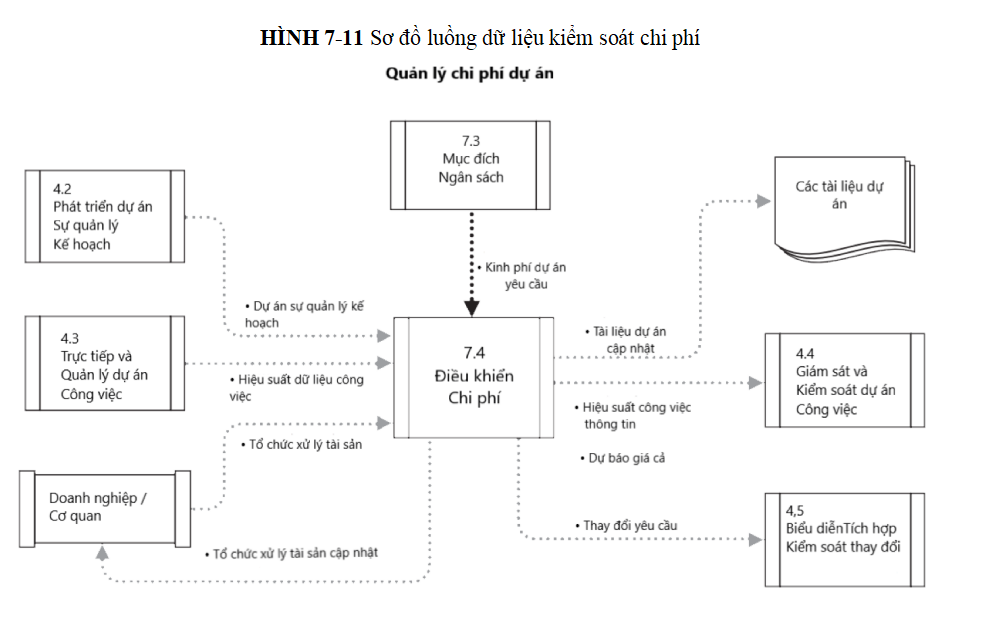 HÌNH 7-11 Sơ đồ luồng dữ liệu kiểm soát chi phí
Quản lý chi phí dự án
7.3
Mục đích
Ngân sách
4.2
Phát triển dự án
Sự quản lý
Kế hoạch
Các tài liệu dự
án
• Kinh phí dự án
yêu cầu
• Dự án sự quản lý kế
hoạch
4.3
Trực tiếp và
Quản lý dự án
Công việc
7.4
Điều khiển
Chi phí
• Tài liệu dự án
cập nhật
4.4
Giám sát và
Kiểm soát dự án
Công việc
• Hiệu suất dữ liệu công
việc
• Hiệu suất công việc
thông tin
• Tổ chức xử lý tài sản
• Dự báo giá cả
Doanh nghiệp /
Cơ quan
• Thay đổi yêu cầu
4,5
Biểu diễnTích hợp
Kiểm soát thay đổi
• Tổ chức xử lý tài sản cập nhật